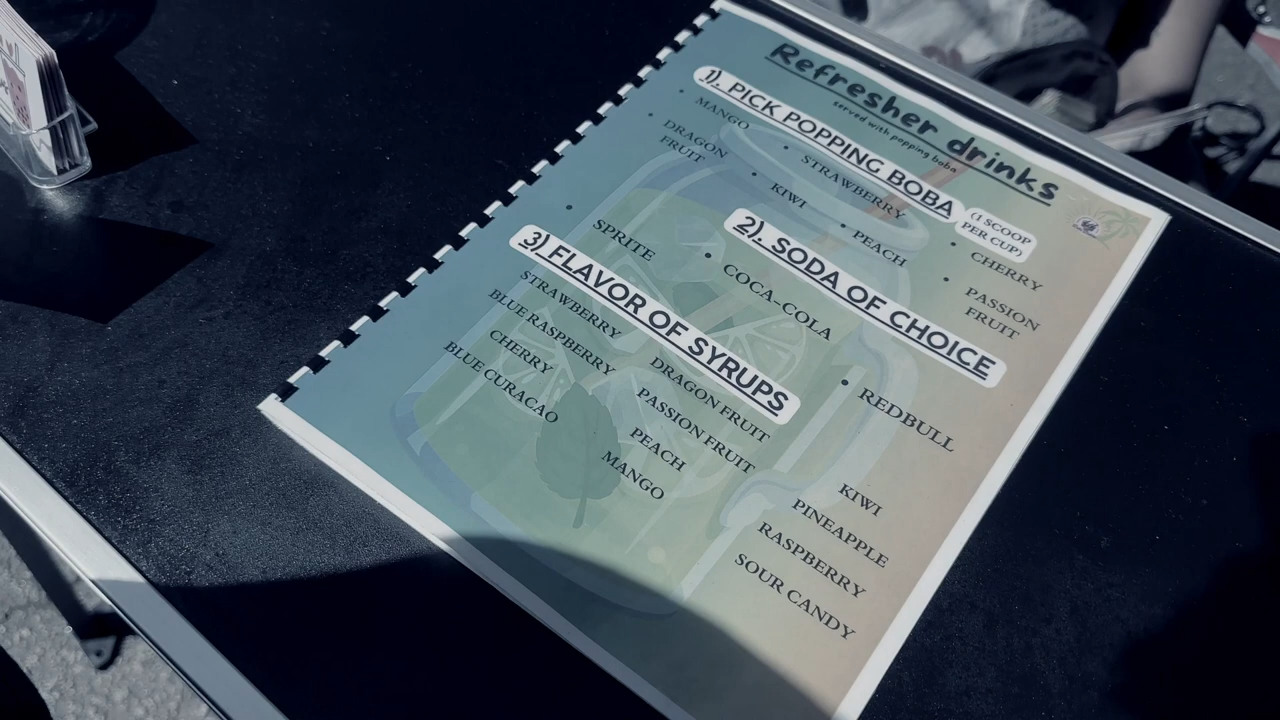 Refresher drinks
served with popping boba
1). PICK POPPING BOBA
(1 SCOOP
PER CUP)
• MANGO
• DRAGON
FRUIT
• STRAWBERRY
• KIWI
• PEACH
• CHERRY
• PASSION
FRUIT
2). SODA OF CHOICE
• SPRITE
• COCA-COLA
• REDBULL
3) FLAVOR OF SYRUPS
STRAWBERRY
BLUE RASPBERRY
CHERRY
BLUE CURACAO
DRAGON FRUIT
PASSION FRUIT
PEACH
MANGO
KIWI
PINEAPPLE
RASPBERRY
SOUR CANDY